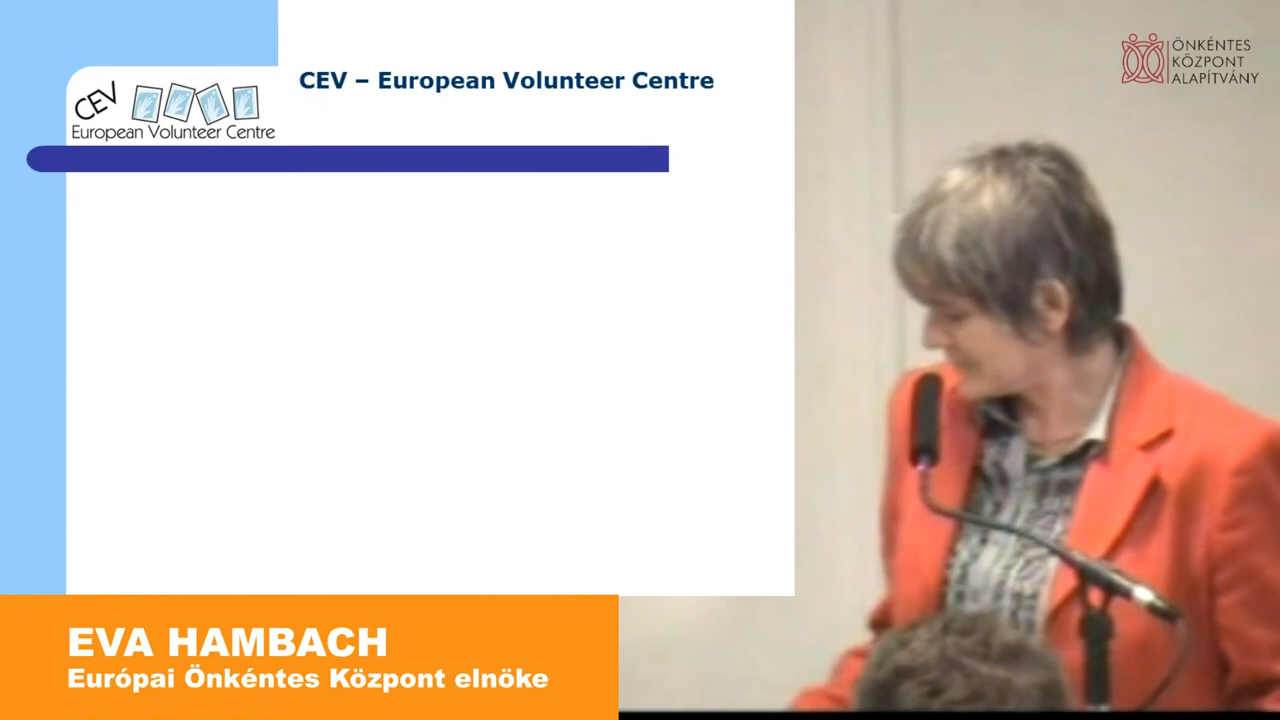 CEV – European Volunteer Centre
CEV
European Volunteer Centre
ÖNKÉNTES
KÖZPONT
ALAPÍTVÁNY
EVA HAMBACH
Európai Önkéntes Központ elnöke